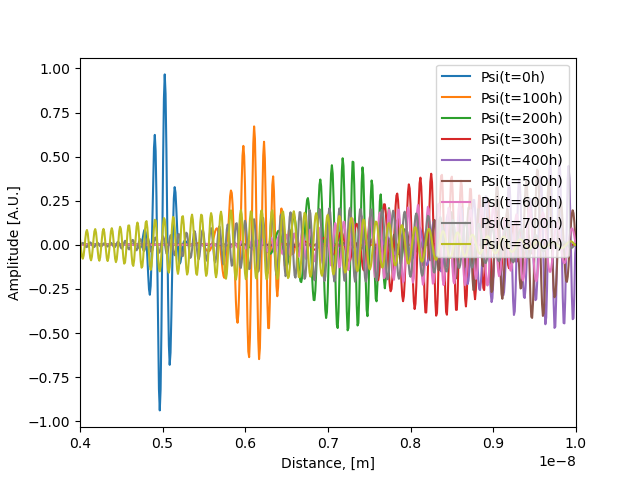 1.00
0.75
0.50
0.25
0.00
−0.25
−0.50
−0.75
−1.00
Amplitude [A.U.]
Psi(t=0h)
Psi(t=100h)
Psi(t=200h)
Psi(t=300h)
Psi(t=400h)
Psi(t=500h)
Psi(t=600h)
Psi(t=700h)
Psi(t=800h)
0.4 0.5 0.6 0.7 0.8 0.9 1.0
1e−8
Distance, [m]